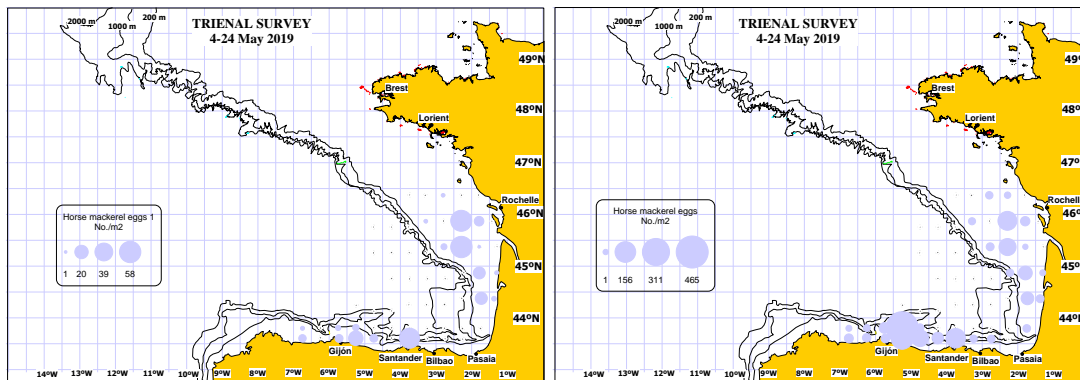 2000 m
1000 m
200 m
TRIENAL SURVEY
4-24 May 2019
49ºN
48ºN
47ºN
46ºN
45ºN
44ºN
Brest
Lorient
Rochelle
Horse mackerel eggs 1
No./m2
1 20 39 58
Gijón
Santander
Bilbao
Pasaia
14ºW 13ºW 12ºW 11ºW 10ºW 9ºW 8ºW 7ºW 6ºW 5ºW 4ºW 3ºW 2ºW 1ºW
2000 m
1000 m
200 m
TRIENAL SURVEY
4-24 May 2019
49ºN
48ºN
47ºN
46ºN
45ºN
44ºN
Brest
Lorient
Rochelle
Horse mackerel eggs
No./m2
1 156 311 465
Gijón
Santander
Bilbao
Pasaia
14ºW 13ºW 12ºW 11ºW 10ºW 9ºW 8ºW 7ºW 6ºW 5ºW 4ºW 3ºW 2ºW 1ºW